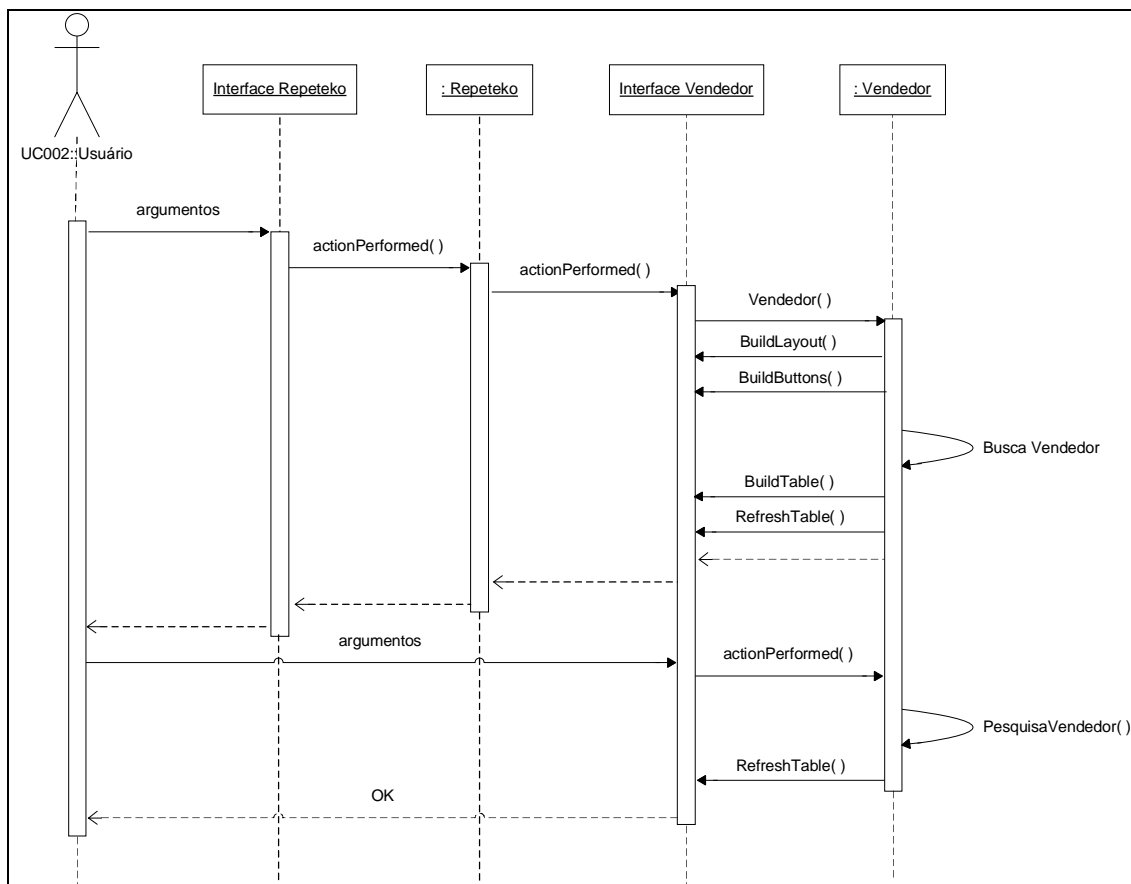 Interface Repeteko
: Repeteko
Interface Vendedor
: Vendedor
UC002::Usuário
argumentos
actionPerformed( )
actionPerformed( )
Vendedor( )
BuildLayout( )
BuildButtons( )
Busca Vendedor
BuildTable( )
RefreshTable( )
argumentos
actionPerformed( )
PesquisaVendedor( )
RefreshTable( )
OK